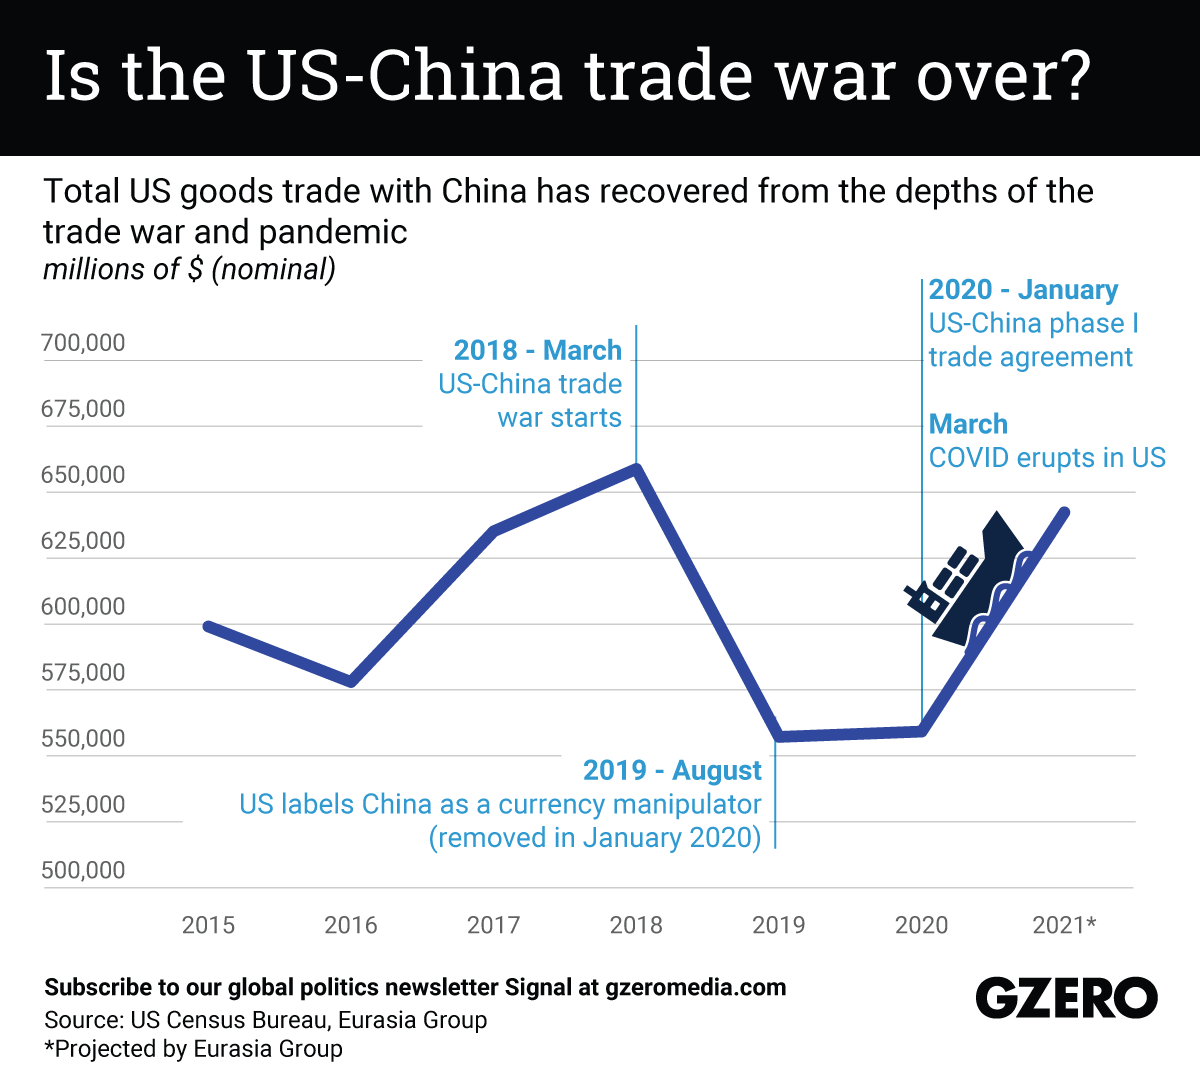 Is the US-China trade war over?
Total US goods trade with China has recovered from the depths of the
trade war and pandemic
millions of $ (nominal)
2020 - January
US-China phase I
trade agreement
March
COVID erupts in US
2018 - March
US-China trade
war starts
700,000
675,000
650,000
625,000
600,000
575,000
550,000
525,000
500,000
2019 - August
US labels China as a currency manipulator
(removed in January 2020)
2015 2016 2017 2018 2019 2020 2021*
Subscribe to our global politics newsletter Signal at gzeromedia.com
Source: US Census Bureau, Eurasia Group
*Projected by Eurasia Group
GZERO